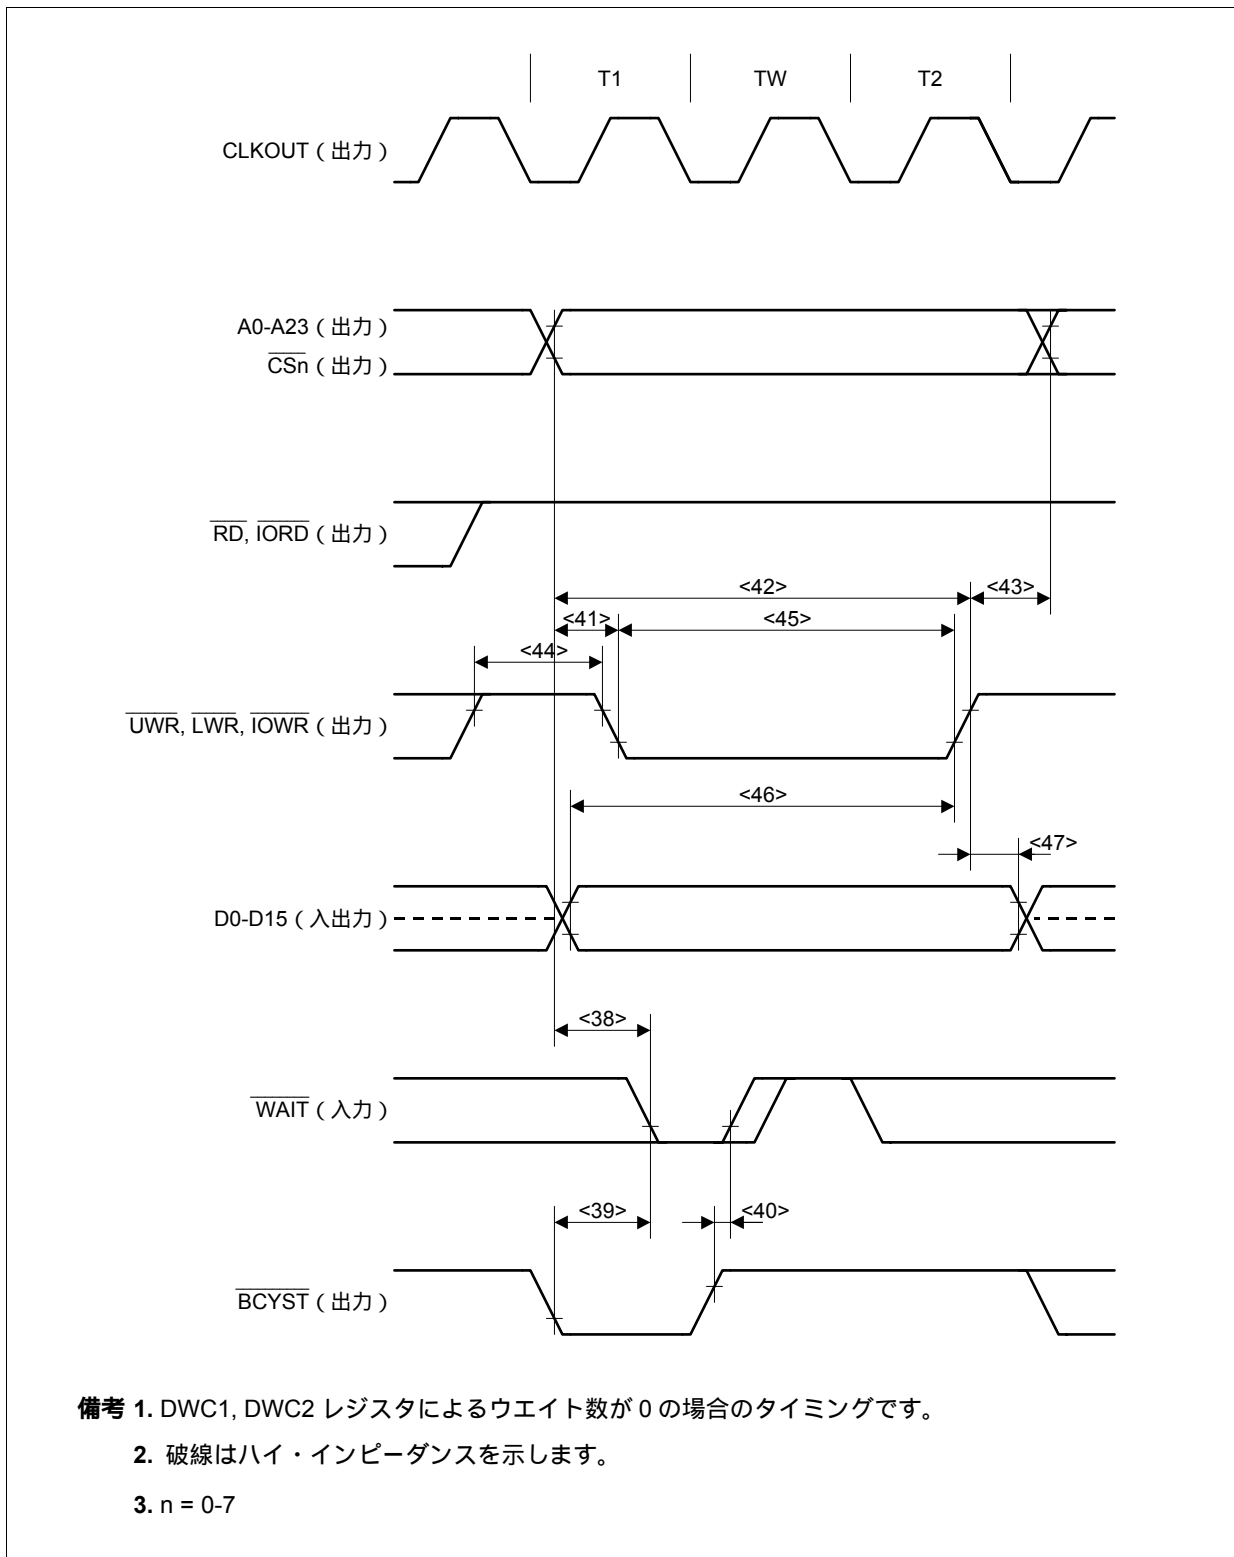 T1 TW T2
CLKOUT（出力）
A0-A23（出力）
CSn（出力）
RD, IORD（出力）
<42> <43>
<41> <45>
<44>
UWR, LWR, IOWR（出力）
<46>
<47>
D0-D15（入出力）
<38>
WAIT（入力）
<39> <40>
BCYST（出力）
備考 1. DWC1, DWC2 レジスタによるウエイト数が 0 の場合のタイミングです。
2. 破線はハイ・インピーダンスを示します。
3. n = 0-7